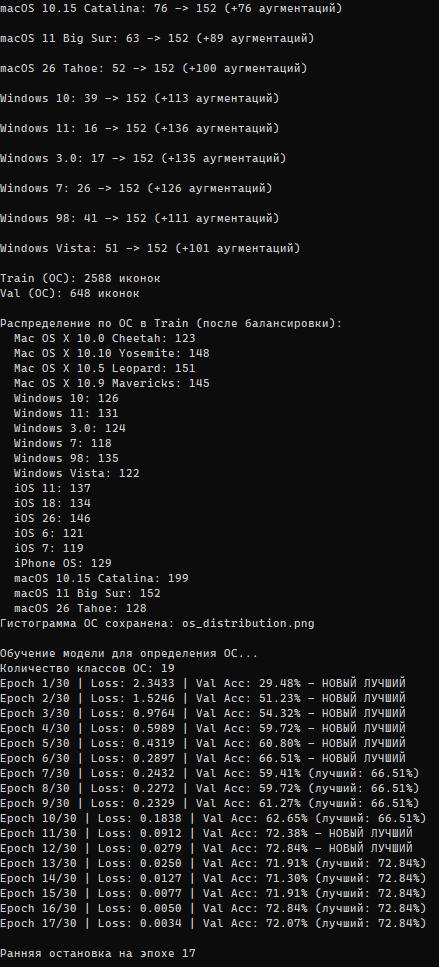 macOS 10.15 Catalina: 76 -> 152 (+76 аугментаций)
macOS 11 Big Sur: 63 -> 152 (+89 аугментаций)
macOS 26 Tahoe: 52 -> 152 (+100 аугментаций)
Windows 10: 39 -> 152 (+113 аугментаций)
Windows 11: 16 -> 152 (+136 аугментаций)
Windows 3.0: 17 -> 152 (+135 аугментаций)
Windows 7: 26 -> 152 (+126 аугментаций)
Windows 98: 41 -> 152 (+111 аугментаций)
Windows Vista: 51 -> 152 (+101 аугментаций)
Train (ОС): 2588 иконок
Val (ОС): 648 иконок
Распределение по ОС в Train (после балансировки):
Mac OS X 10.0 Cheetah: 123
Mac OS X 10.10 Yosemite: 148
Mac OS X 10.5 Leopard: 151
Mac OS X 10.9 Mavericks: 145
Windows 10: 126
Windows 11: 131
Windows 3.0: 124
Windows 7: 118
Windows 98: 135
Windows Vista: 122
iOS 11: 137
iOS 18: 134
iOS 26: 146
iOS 6: 121
iOS 7: 119
iPhone OS: 129
macOS 10.15 Catalina: 199
macOS 11 Big Sur: 152
macOS 26 Tahoe: 128
Гистограмма ОС сохранена: os_distribution.png
Обучение модели для определения ОС...
Количество классов ОС: 19
Epoch 1/30 | Loss: 2.3433 | Val Acc: 29.48% — НОВЫЙ ЛУЧШИЙ
Epoch 2/30 | Loss: 1.5246 | Val Acc: 51.23% — НОВЫЙ ЛУЧШИЙ
Epoch 3/30 | Loss: 0.9764 | Val Acc: 54.32% — НОВЫЙ ЛУЧШИЙ
Epoch 4/30 | Loss: 0.5989 | Val Acc: 59.72% — НОВЫЙ ЛУЧШИЙ
Epoch 5/30 | Loss: 0.4319 | Val Acc: 60.80% — НОВЫЙ ЛУЧШИЙ
Epoch 6/30 | Loss: 0.2897 | Val Acc: 66.51% — НОВЫЙ ЛУЧШИЙ
Epoch 7/30 | Loss: 0.2432 | Val Acc: 59.41% (лучший: 66.51%)
Epoch 8/30 | Loss: 0.2272 | Val Acc: 59.72% (лучший: 66.51%)
Epoch 9/30 | Loss: 0.2329 | Val Acc: 61.27% (лучший: 66.51%)
Epoch 10/30 | Loss: 0.1838 | Val Acc: 62.65% (лучший: 66.51%)
Epoch 11/30 | Loss: 0.0912 | Val Acc: 72.38% — НОВЫЙ ЛУЧШИЙ
Epoch 12/30 | Loss: 0.0279 | Val Acc: 72.84% — НОВЫЙ ЛУЧШИЙ
Epoch 13/30 | Loss: 0.0250 | Val Acc: 71.91% (лучший: 72.84%)
Epoch 14/30 | Loss: 0.0127 | Val Acc: 71.30% (лучший: 72.84%)
Epoch 15/30 | Loss: 0.0077 | Val Acc: 71.91% (лучший: 72.84%)
Epoch 16/30 | Loss: 0.0050 | Val Acc: 72.84% (лучший: 72.84%)
Epoch 17/30 | Loss: 0.0034 | Val Acc: 72.07% (лучший: 72.84%)
Ранняя остановка на эпохе 17